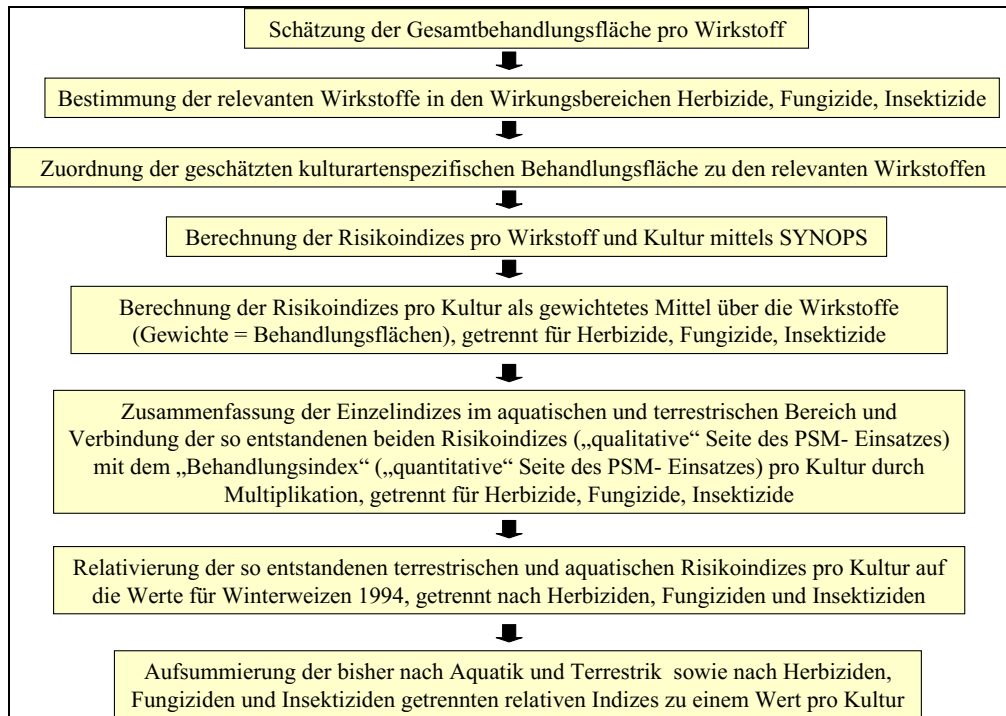 Schätzung der Gesamtbehandlungsfläche pro Wirkstoff
Bestimmung der relevanten Wirkstoffe in den Wirkungsbereichen Herbizide, Fungizide, Insektizide
Zuordnung der geschätzten kulturartenspezifischen Behandlungsfläche zu den relevanten Wirkstoffen
Berechnung der Risikoindizes pro Wirkstoff und Kultur mittels SYNOPS
Berechnung der Risikoindizes pro Kultur als gewichtetes Mittel über die Wirkstoffe
(Gewichte = Behandlungsflächen), getrennt für Herbizide, Fungizide, Insektizide
Zusammenfassung der Einzelindizes im aquatischen und terrestrischen Bereich und
Verbindung der so entstandenen beiden Risikoindizes („qualitative“ Seite des PSM- Einsatzes)
mit dem „Behandlungsindex“ („quantitative“ Seite des PSM- Einsatzes) pro Kultur durch
Multiplikation, getrennt für Herbizide, Fungizide, Insektizide
Relativierung der so entstandenen terrestrischen und aquatischen Risikoindizes pro Kultur auf
die Werte für Winterweizen 1994, getrennt nach Herbiziden, Fungiziden und Insektiziden
Aufsummierung der bisher nach Aquatik und Terrestrik sowie nach Herbiziden,
Fungiziden und Insektiziden getrennten relativen Indizes zu einem Wert pro Kultur